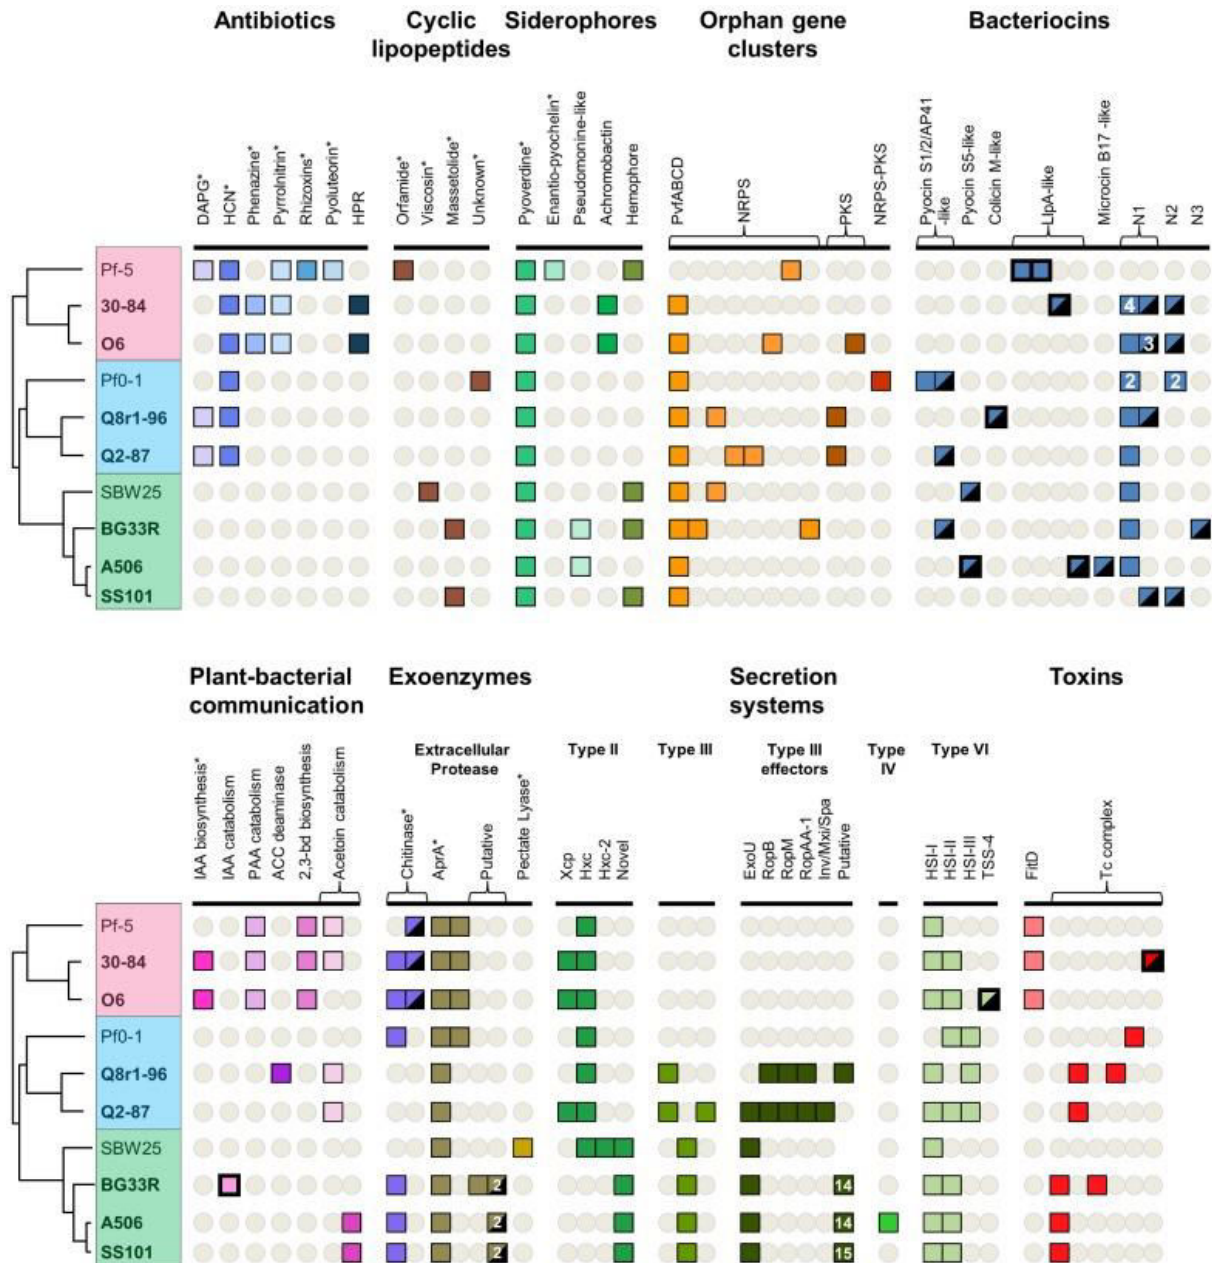 Antibiotics
Cyclic lipopeptides
Siderophores
Orphan gene clusters
Bacteriocins
DAPG*
HCN*
Phenazine*
Pyrrolnitrin*
Rhizoxins*
Pyoluteorin*
HPR
Orfamide*
Viscosin*
Massetolide*
Unknown*
Pyoverdine*
Enantio-pyochelin*
Pseudomonine-like
Achromobactin
Hemophore
PvfABCD
NRPS
PKS
NRPS-PKS
Pyocin S1/2/AP41
-like
Pyocin S5-like
Colicin M-like
LlpA-like
Microcin B17 -like
N1
N2
N3
Pf-5
30-84
4
O6
3
Pf0-1
2
2
Q8r1-96
Q2-87
SBW25
BG33R
A506
SS101
Plant-bacterial communication
Exoenzymes
Secretion systems
Toxins
Extracellular Protease
Type II
Type III
Type III effectors
Type IV
Type VI
IAA biosynthesis*
IAA catabolism
PAA catabolism
ACC deaminase
2,3-bd biosynthesis
Acetoin catabolism
Chitinase*
AprA*
Putative
Pectate Lyase*
Xcp
Hxc
Hxc-2
Novel
ExoU
RopB
RopM
RopAA-1
Inv/Mxi/Spa
Putative
HSI-I
HSI-II
HSI-III
TSS-4
FitD
Tc complex
Pf-5
30-84
O6
Pf0-1
Q8r1-96
Q2-87
SBW25
BG33R
2
14
A506
2
14
SS101
2
15